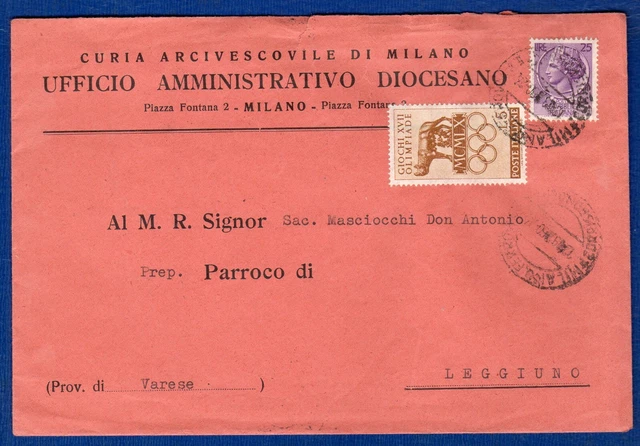 CURIA ARCIVESCOVILE DI MILANO
UFFICIO AMMINISTRATIVO DIOCESANO
Piazza Fontana 2 - MILANO - Piazza Fontana 2
LIRE 25
GIOCHI XVII
OLIMPIADE
MCMLX
POSTE ITALIANE
Al M. R. Signor Sac. Masciocchi Don Antonio
Prep. Parroco di
LEGGIUNO
(Prov. di Varese )